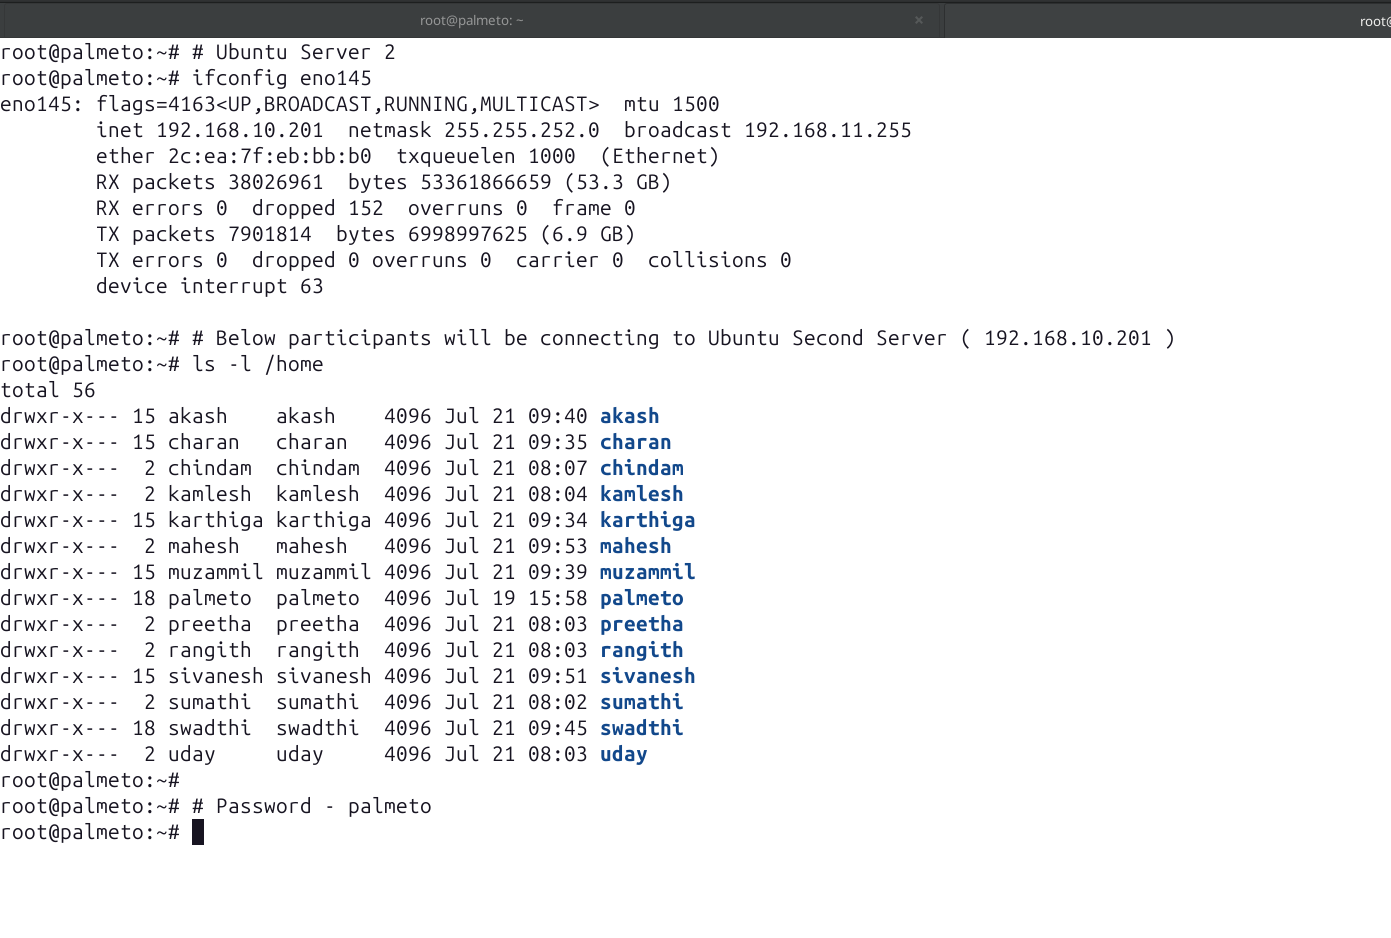 root@palmeto: ~ × root@
root@palmeto:~# # Ubuntu Server 2
root@palmeto:~# ifconfig eno145
eno145: flags=4163<UP,BROADCAST,RUNNING,MULTICAST>  mtu 1500
        inet 192.168.10.201  netmask 255.255.252.0  broadcast 192.168.11.255
        ether 2c:ea:7f:eb:bb:b0  txqueuelen 1000  (Ethernet)
        RX packets 38026961  bytes 53361866659 (53.3 GB)
        RX errors 0  dropped 152  overruns 0  frame 0
        TX packets 7901814  bytes 6998997625 (6.9 GB)
        TX errors 0  dropped 0 overruns 0  carrier 0  collisions 0
        device interrupt 63
root@palmeto:~# # Below participants will be connecting to Ubuntu Second Server ( 192.168.10.201 )
root@palmeto:~# ls -l /home
total 56
drwxr-x--- 15 akash    akash    4096 Jul 21 09:40 akash
drwxr-x--- 15 charan   charan   4096 Jul 21 09:35 charan
drwxr-x---  2 chindam  chindam  4096 Jul 21 08:07 chindam
drwxr-x---  2 kamlesh  kamlesh  4096 Jul 21 08:04 kamlesh
drwxr-x--- 15 karthiga karthiga 4096 Jul 21 09:34 karthiga
drwxr-x---  2 mahesh   mahesh   4096 Jul 21 09:53 mahesh
drwxr-x--- 15 muzammil muzammil 4096 Jul 21 09:39 muzammil
drwxr-x--- 18 palmeto  palmeto  4096 Jul 19 15:58 palmeto
drwxr-x---  2 preetha  preetha  4096 Jul 21 08:03 preetha
drwxr-x---  2 rangith  rangith  4096 Jul 21 08:03 rangith
drwxr-x--- 15 sivanesh sivanesh 4096 Jul 21 09:51 sivanesh
drwxr-x---  2 sumathi  sumathi  4096 Jul 21 08:02 sumathi
drwxr-x--- 18 swadthi  swadthi  4096 Jul 21 09:45 swadthi
drwxr-x---  2 uday     uday     4096 Jul 21 08:03 uday
root@palmeto:~#
root@palmeto:~# # Password - palmeto
root@palmeto:~#